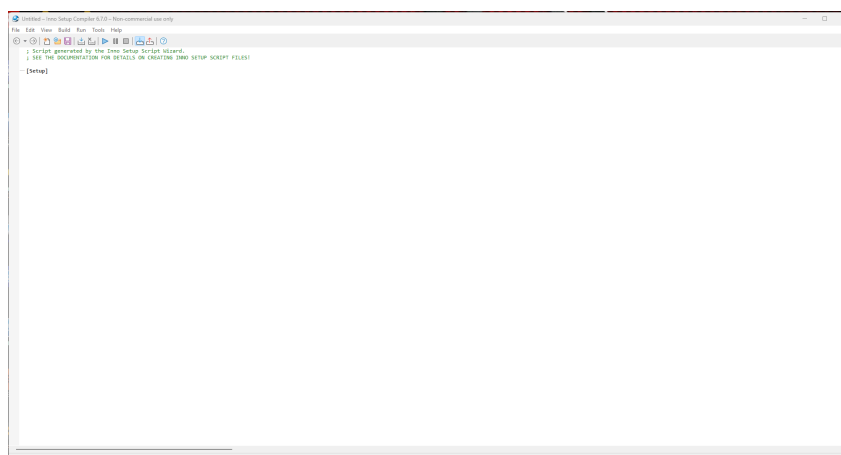 Untitled - Inno Setup Compiler 6.7.0 - Non-commercial use only
File Edit View Build Run Tools Help
; Script generated by the Inno Setup Script Wizard.
; SEE THE DOCUMENTATION FOR DETAILS ON CREATING INNO SETUP SCRIPT FILES!
[Setup]